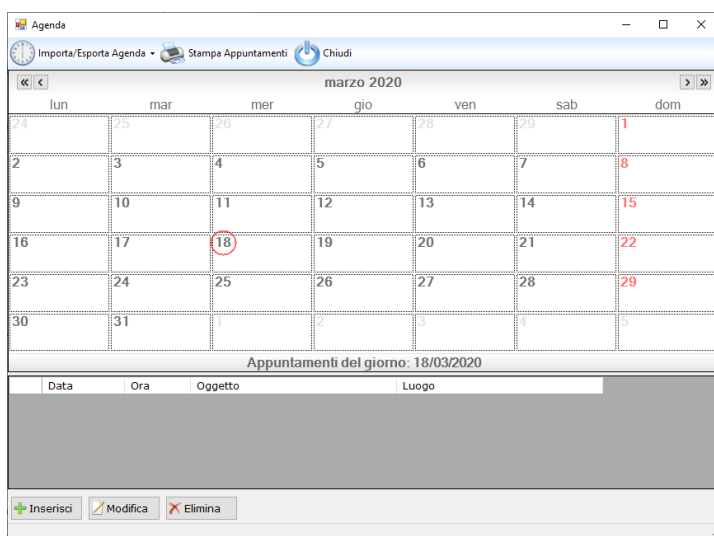 Agenda
Importa/Esporta Agenda Stampa Appuntamenti Chiudi
marzo 2020
lun mar mer gio ven sab dom
24 25 26 27 28 29 1
2 3 4 5 6 7 8
9 10 11 12 13 14 15
16 17 18 19 20 21 22
23 24 25 26 27 28 29
30 31 1 2 3 4 5
Appuntamenti del giorno: 18/03/2020
Data Ora Oggetto Luogo
Inserisci Modifica Elimina